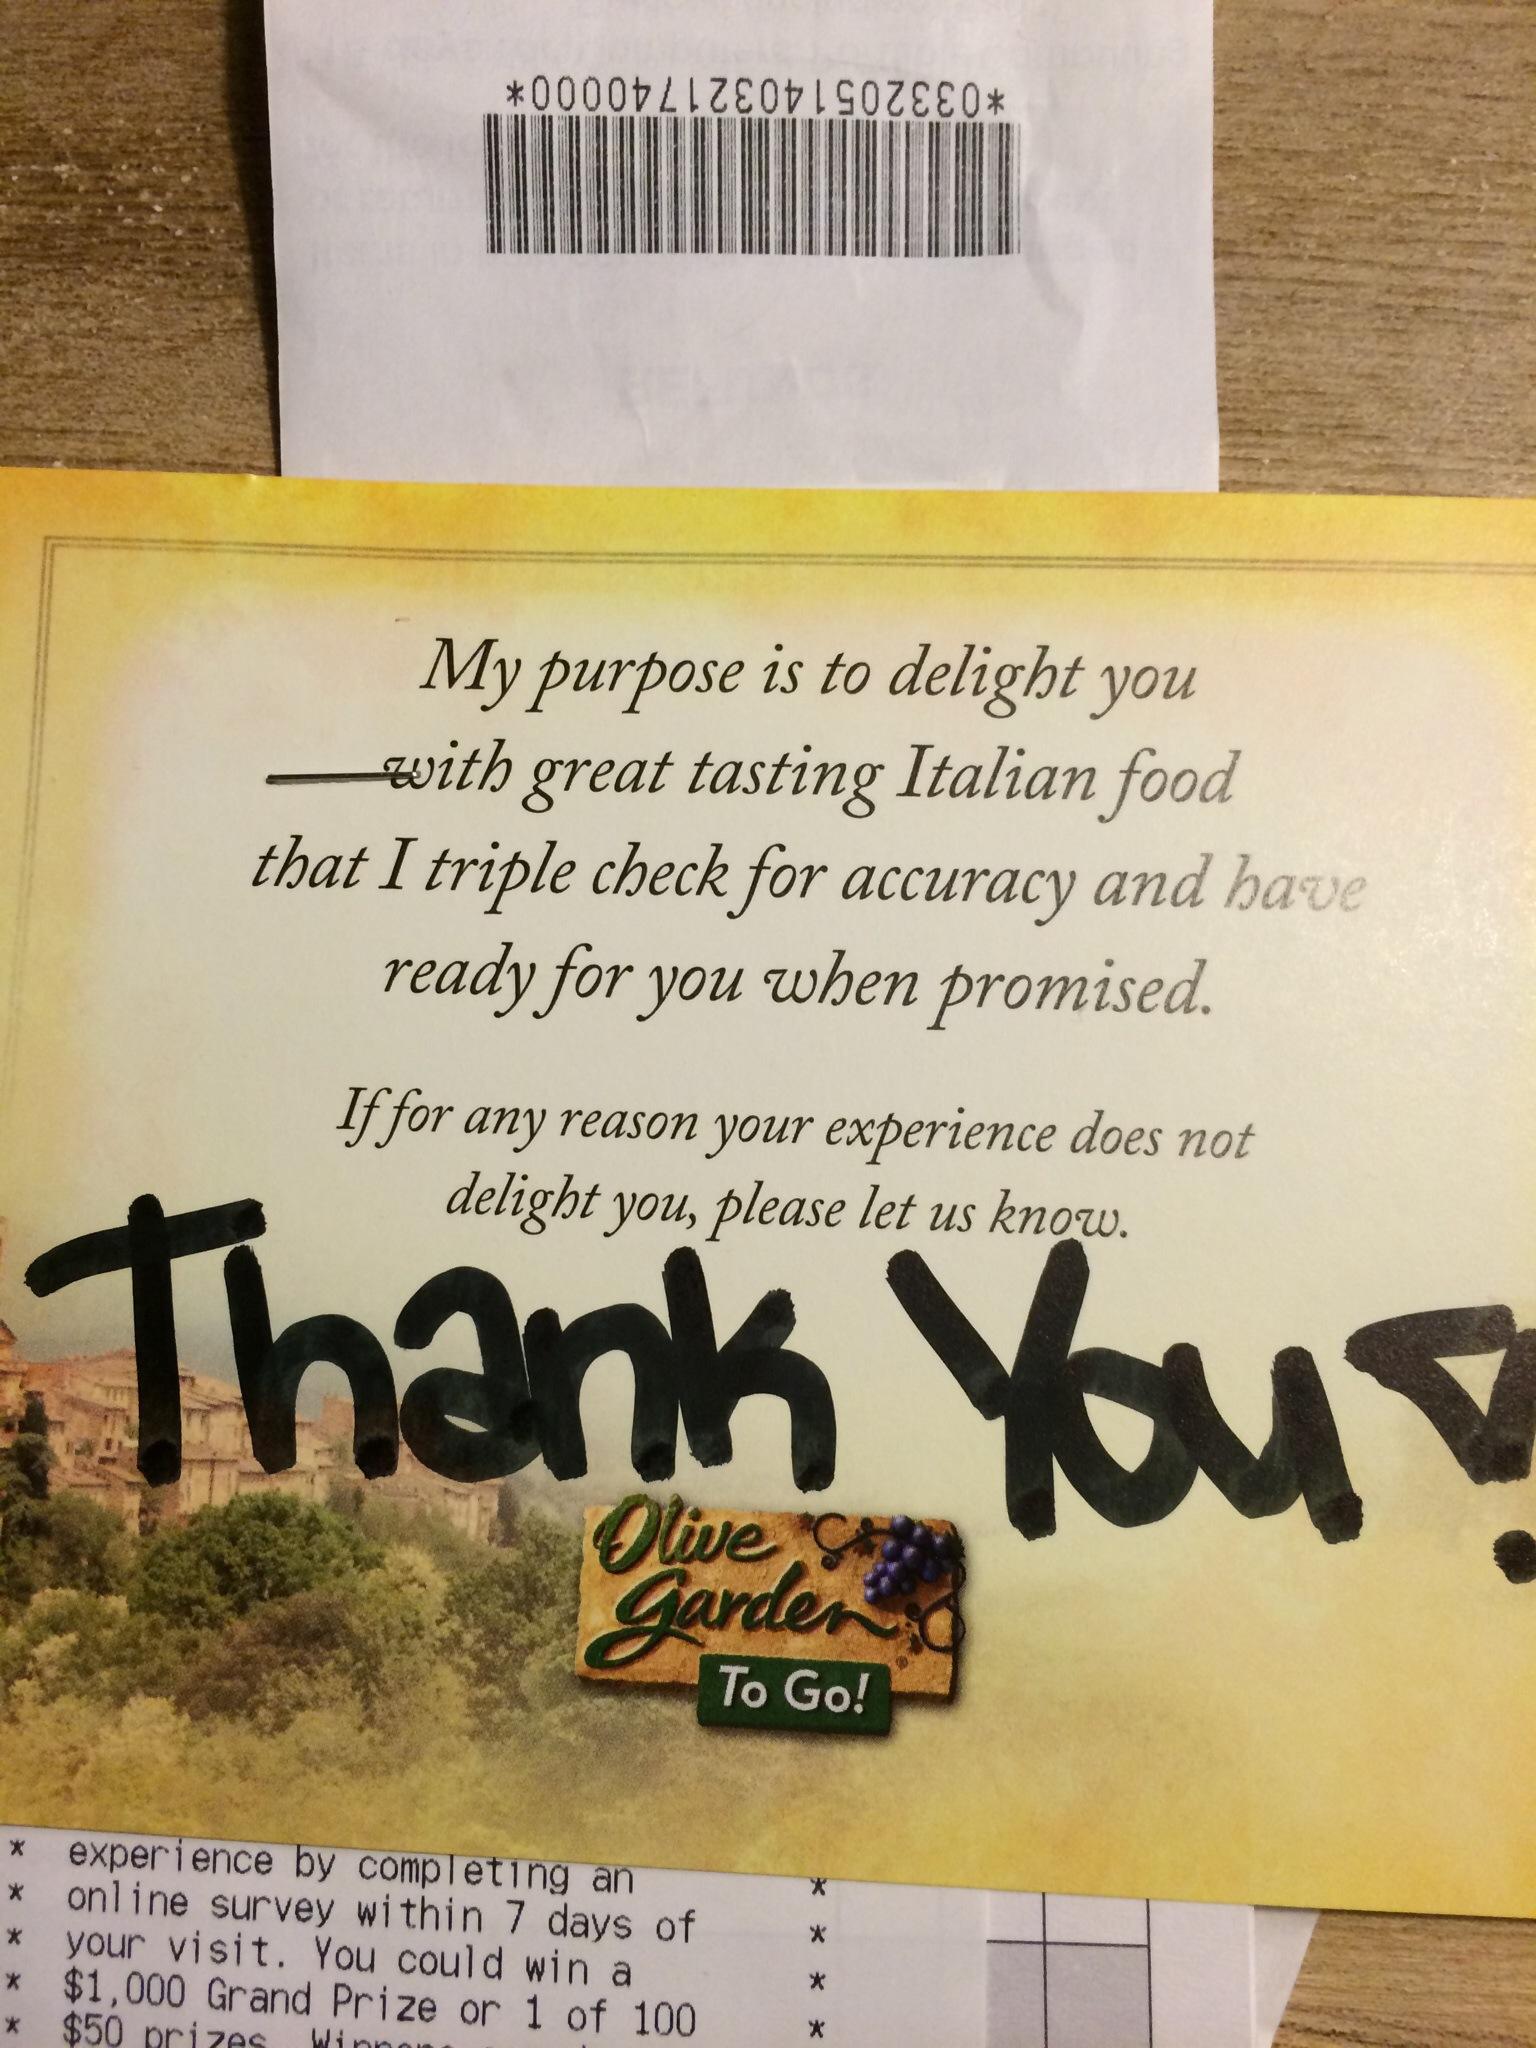 *0332051403217740000*
My purpose is to delight you
with great tasting Italian food
that I triple check for accuracy and have
ready for you when promised.
If for any reason your experience does not
delight you, please let us know.
Thank You!
Olive
Garden
To Go!
* experience by completing an *
* online survey within 7 days of *
* your visit. You could win a *
* $1,000 Grand Prize or 1 of 100 *
* $50 prizes.